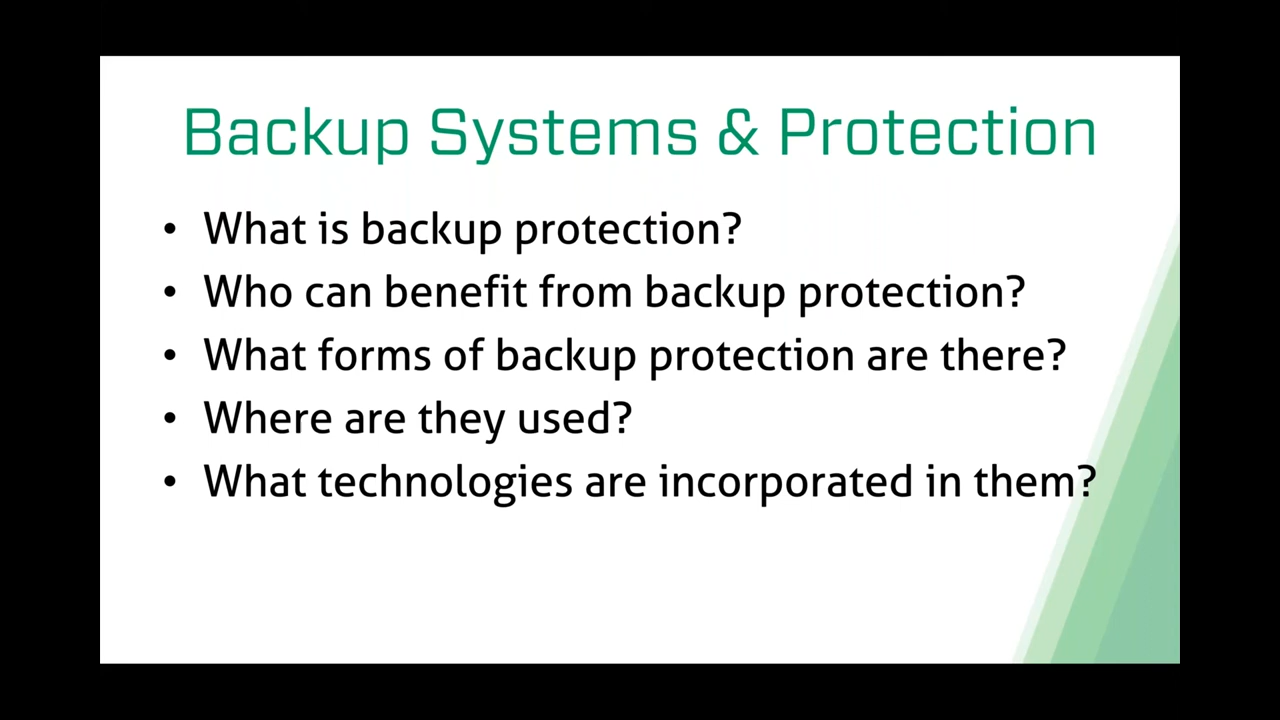 Backup Systems & Protection
• What is backup protection?
• Who can benefit from backup protection?
• What forms of backup protection are there?
• Where are they used?
• What technologies are incorporated in them?